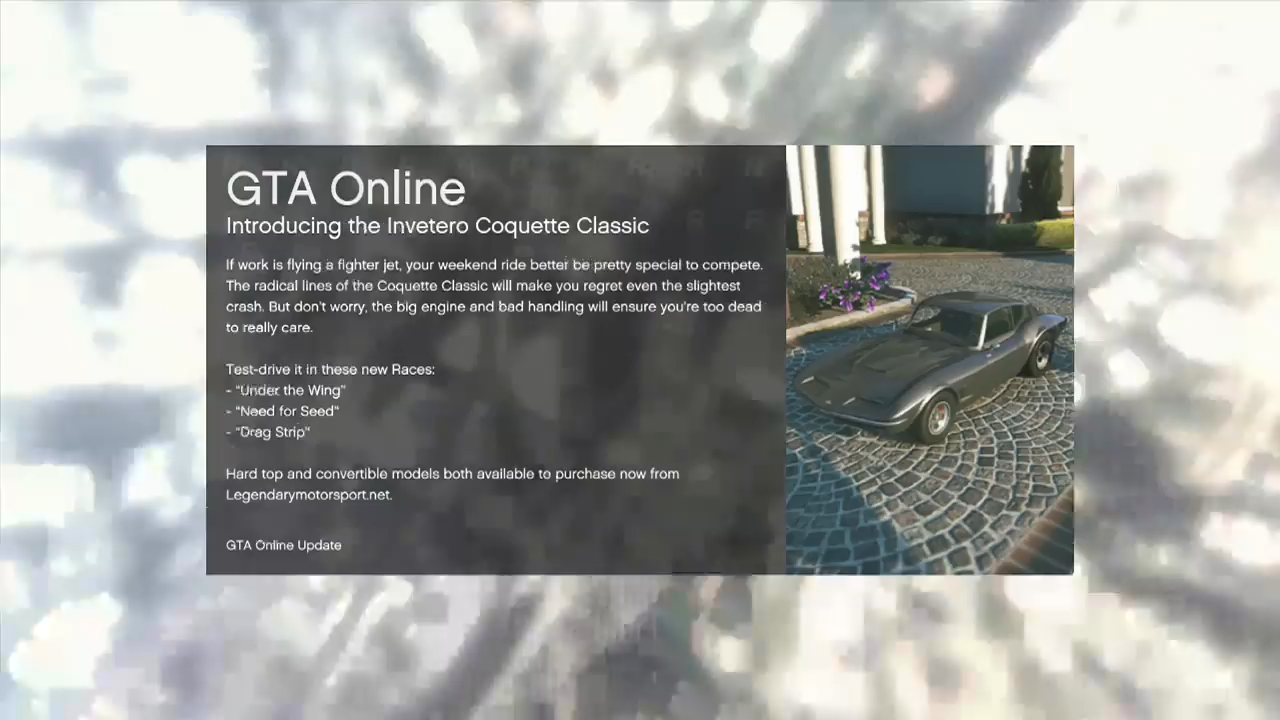 GTA Online
Introducing the Invetero Coquette Classic
If work is flying a fighter jet, your weekend ride better be pretty special to compete.
The radical lines of the Coquette Classic will make you regret even the slightest
crash. But don't worry, the big engine and bad handling will ensure you're too dead
to really care.
Test-drive it in these new Races:
- "Under the Wing"
- "Need for Seed"
- "Drag Strip"
Hard top and convertible models both available to purchase now from
Legendarymotorsport.net.
GTA Online Update